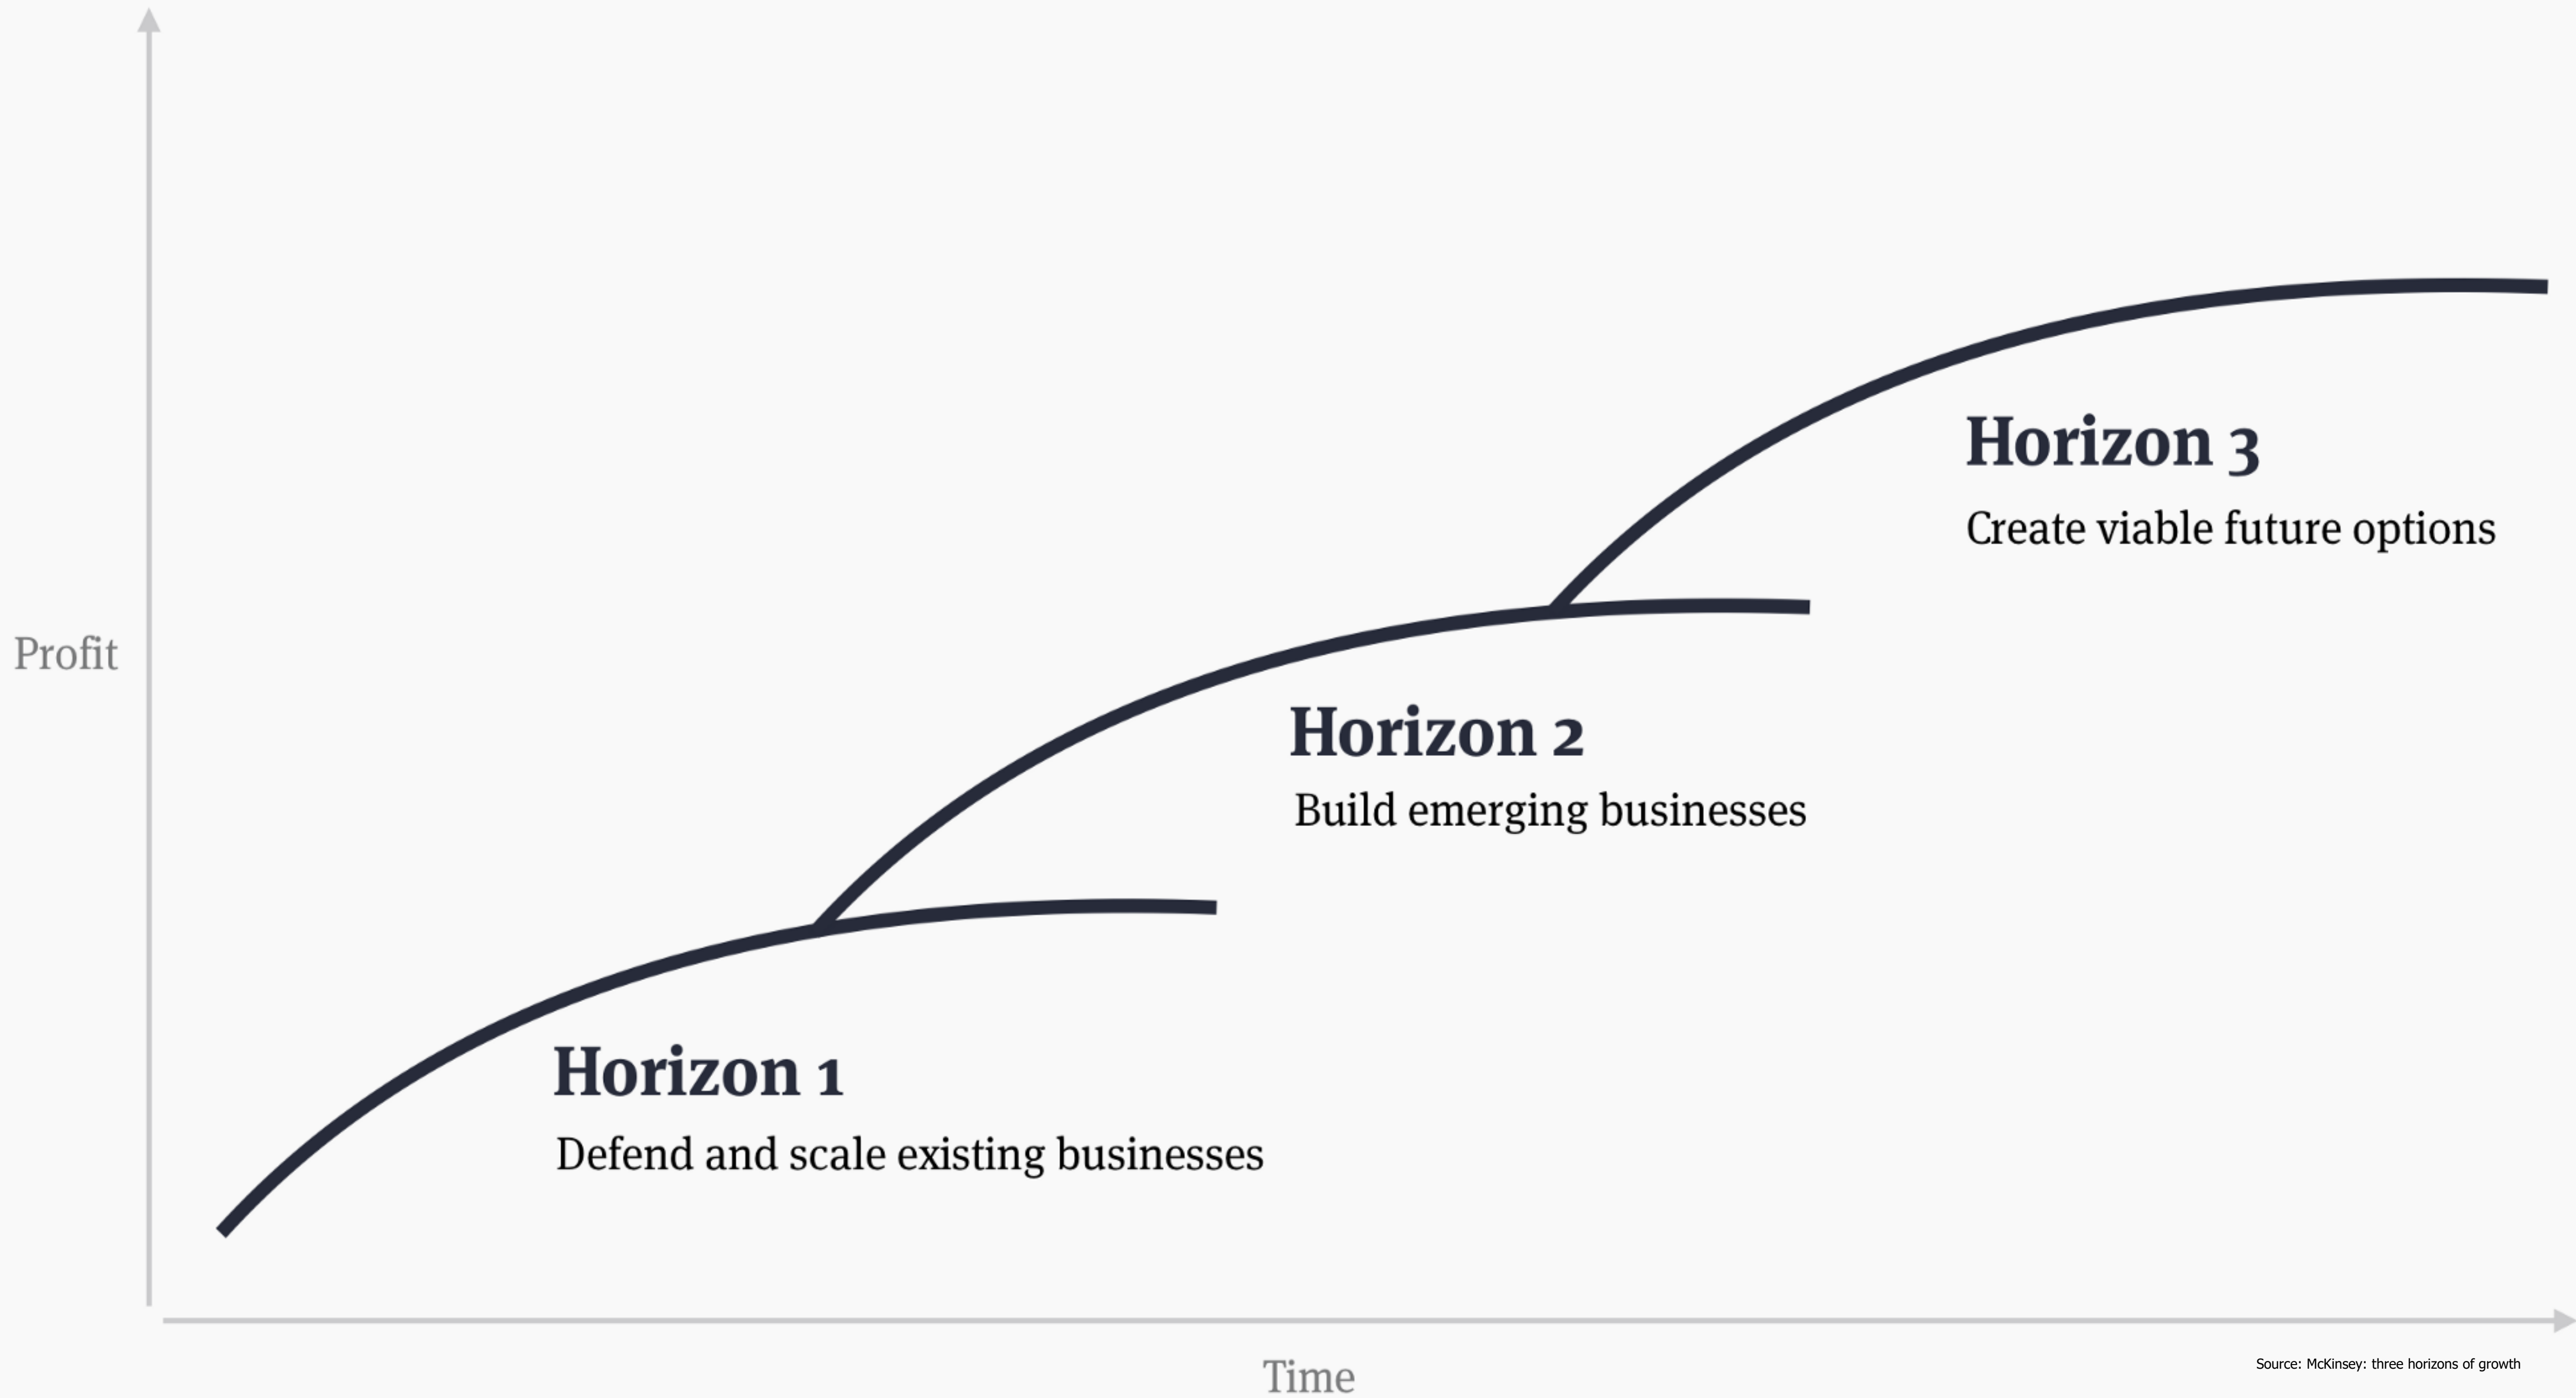 Horizon 3
Create viable future options
Profit
Horizon 2
Build emerging businesses
Horizon 1
Defend and scale existing businesses
Time
Source: McKinsey: three horizons of growth